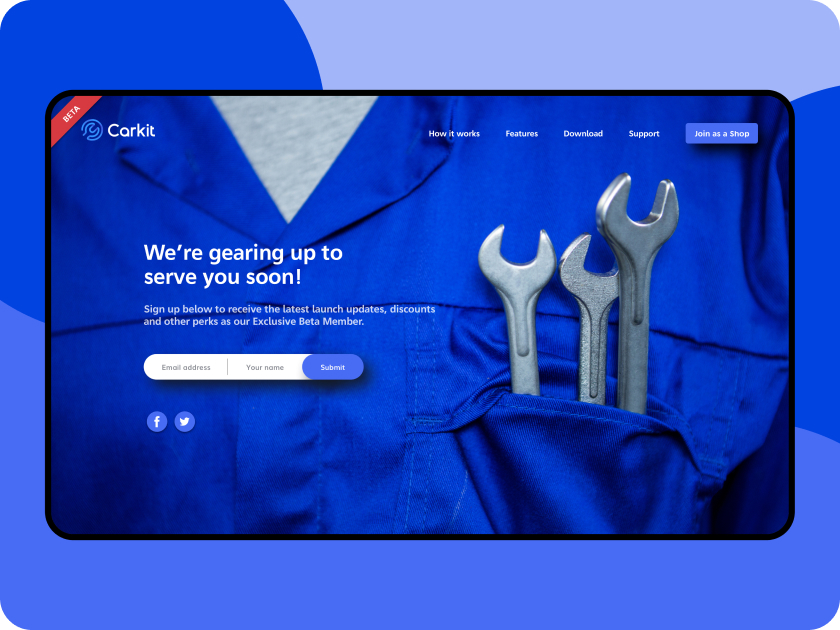 BETA
Carkit
How it works
Features
Download
Support
Join as a Shop
We're gearing up to
serve you soon!
Sign up below to receive the latest launch updates, discounts
and other perks as our Exclusive Beta Member.
Email address
Your name
Submit